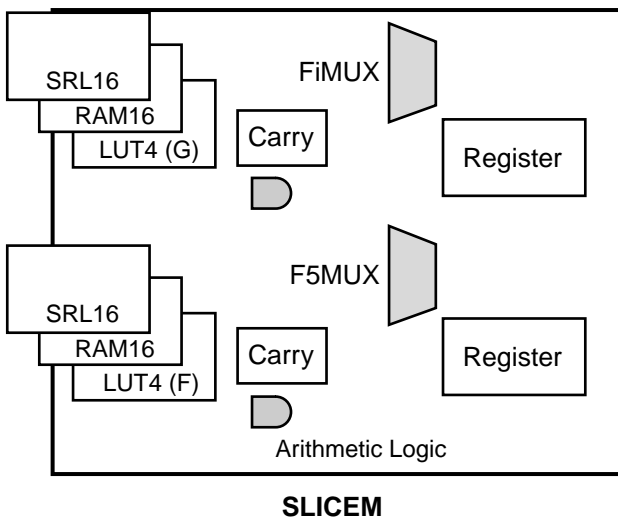 SRL16
RAM16
LUT4 (G)
Carry
FiMUX
Register
SRL16
RAM16
LUT4 (F)
Carry
F5MUX
Register
Arithmetic Logic
SLICEM